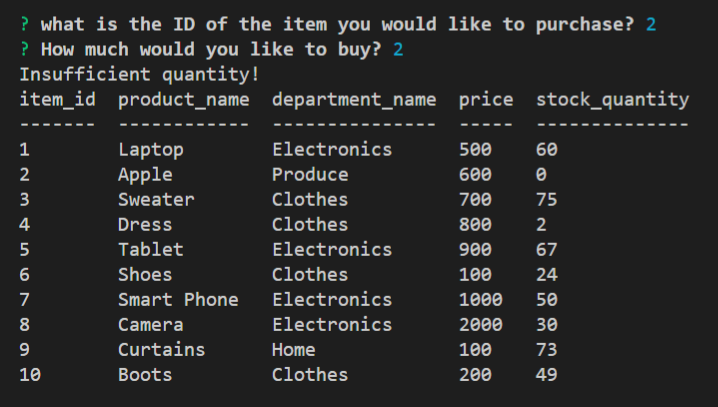 ? what is the ID of the item you would like to purchase? 2
? How much would you like to buy? 2
Insufficient quantity!
item_id  product_name  department_name  price  stock_quantity
-------  ------------  ---------------  -----  --------------
1        Laptop        Electronics      500    60
2        Apple         Produce          600    0
3        Sweater       Clothes          700    75
4        Dress         Clothes          800    2
5        Tablet        Electronics      900    67
6        Shoes         Clothes          100    24
7        Smart Phone   Electronics      1000   50
8        Camera        Electronics      2000   30
9        Curtains      Home             100    73
10       Boots         Clothes          200    49